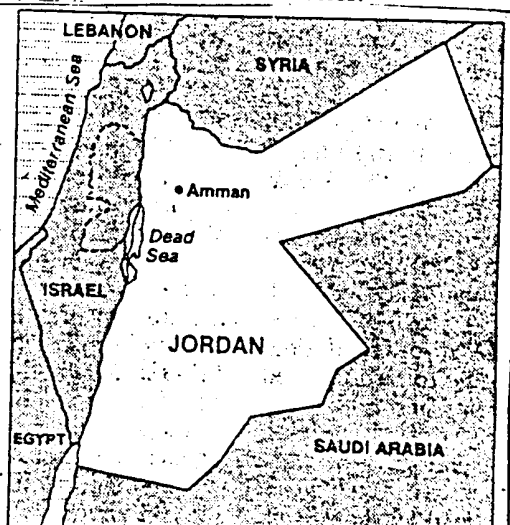 LEBANON
SYRIA
Mediterranean Sea
Amman
Dead
Sea
ISRAEL
JORDAN
EGYPT
SAUDI ARABIA